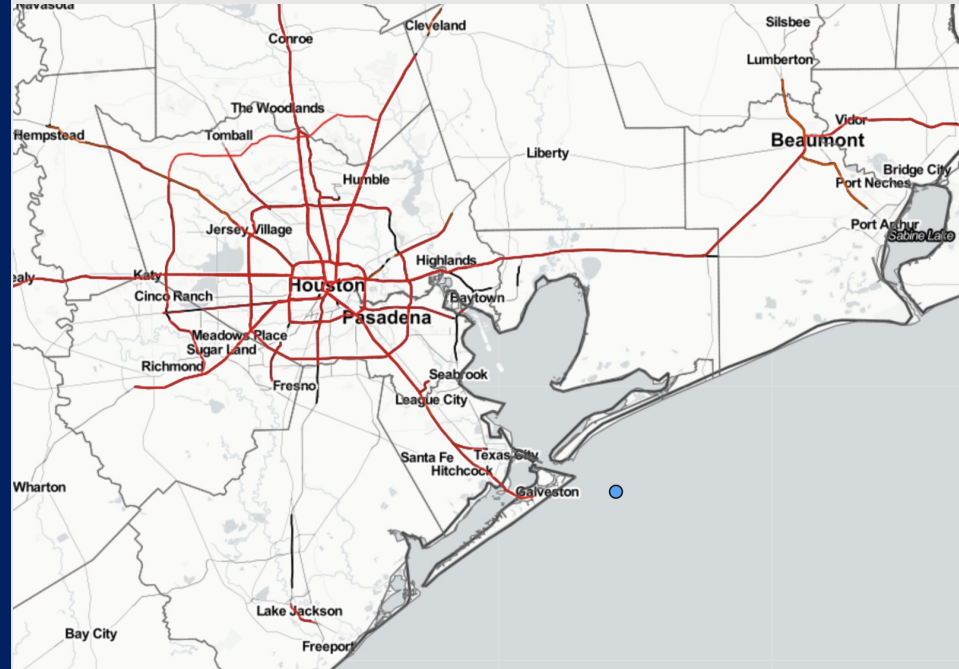 Navasota
Cleveland
Silsbee
Conroe
Lumberton
The Woodlands
Vidor
Hempstead
Tomball
Beaumont
Liberty
Bridge City
Humble
Port Neches
Jersey Village
Port Arthur
Sabine Lake
Highlands
ealy
Katy
Houston
Cinco Ranch
Baytown
Pasadena
Meadows Place
Sugar Land
Richmond
Seabrook
Fresno
League City
Santa Fe
Texas City
Hitchcock
Wharton
Galveston
Lake Jackson
Bay City
Freeport